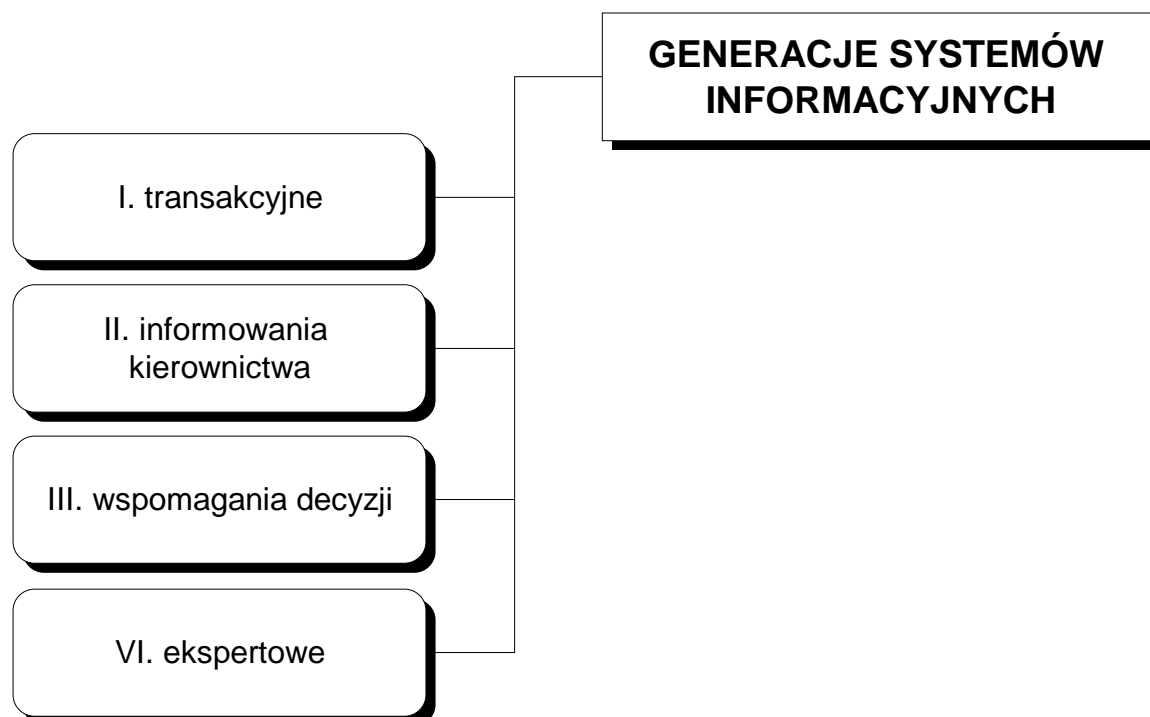 GENERACJE SYSTEMÓW
INFORMACYJNYCH
I. transakcyjne
II. informowania
kierownictwa
III. wspomagania decyzji
VI. ekspertowe